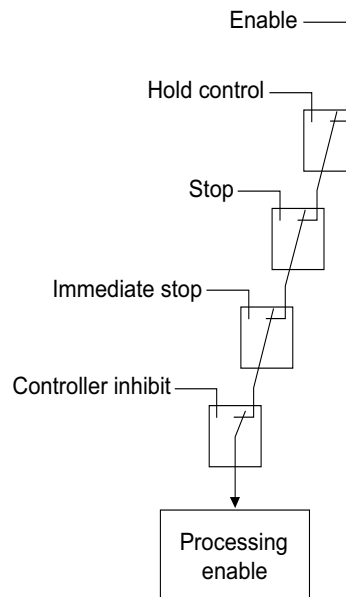 Enable
Hold control
Stop
Immediate stop
Controller inhibit
Processing
enable